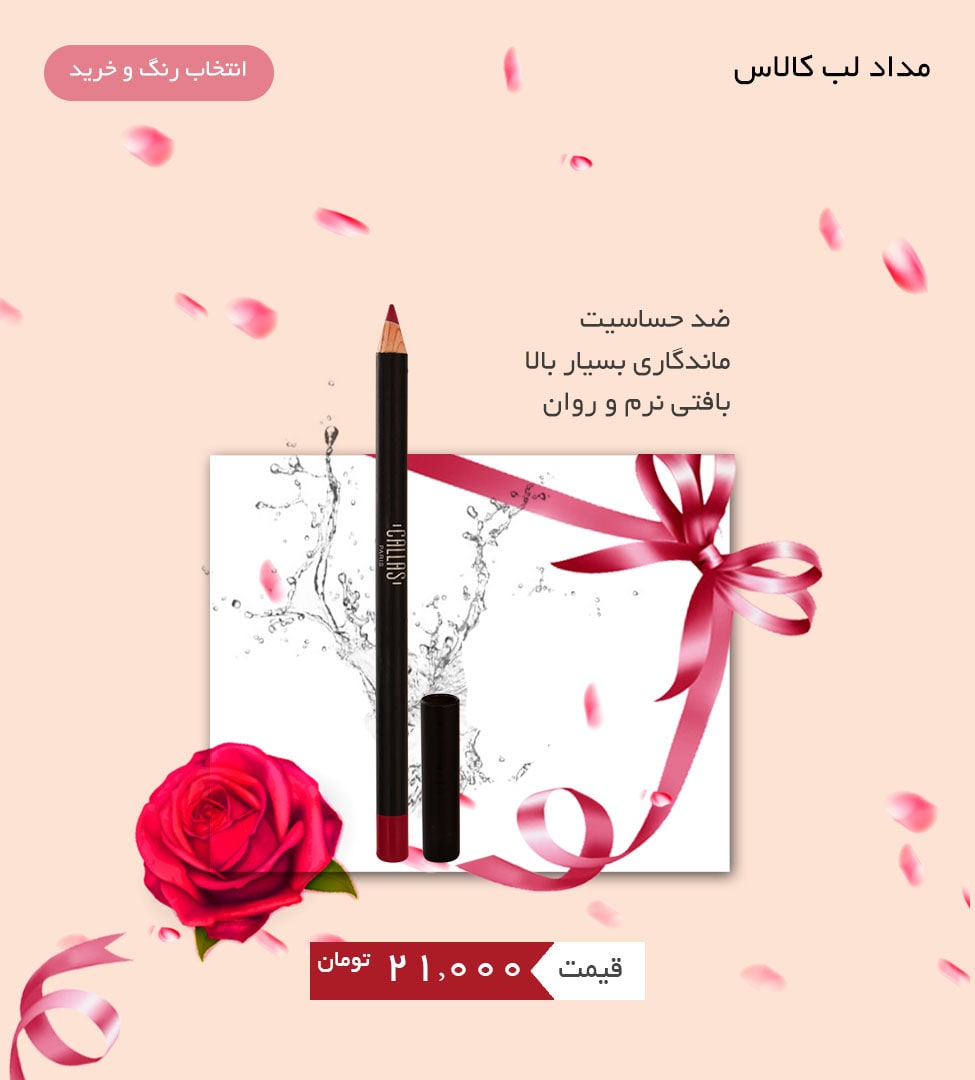 مداد لب کالاس
انتخاب رنگ و خرید
ضد حساسیت
ماندگاری بسیار بالا
بافتی نرم و روان
'CALLAS'
PARIS
قیمت ۲۱,۰۰۰ تومان